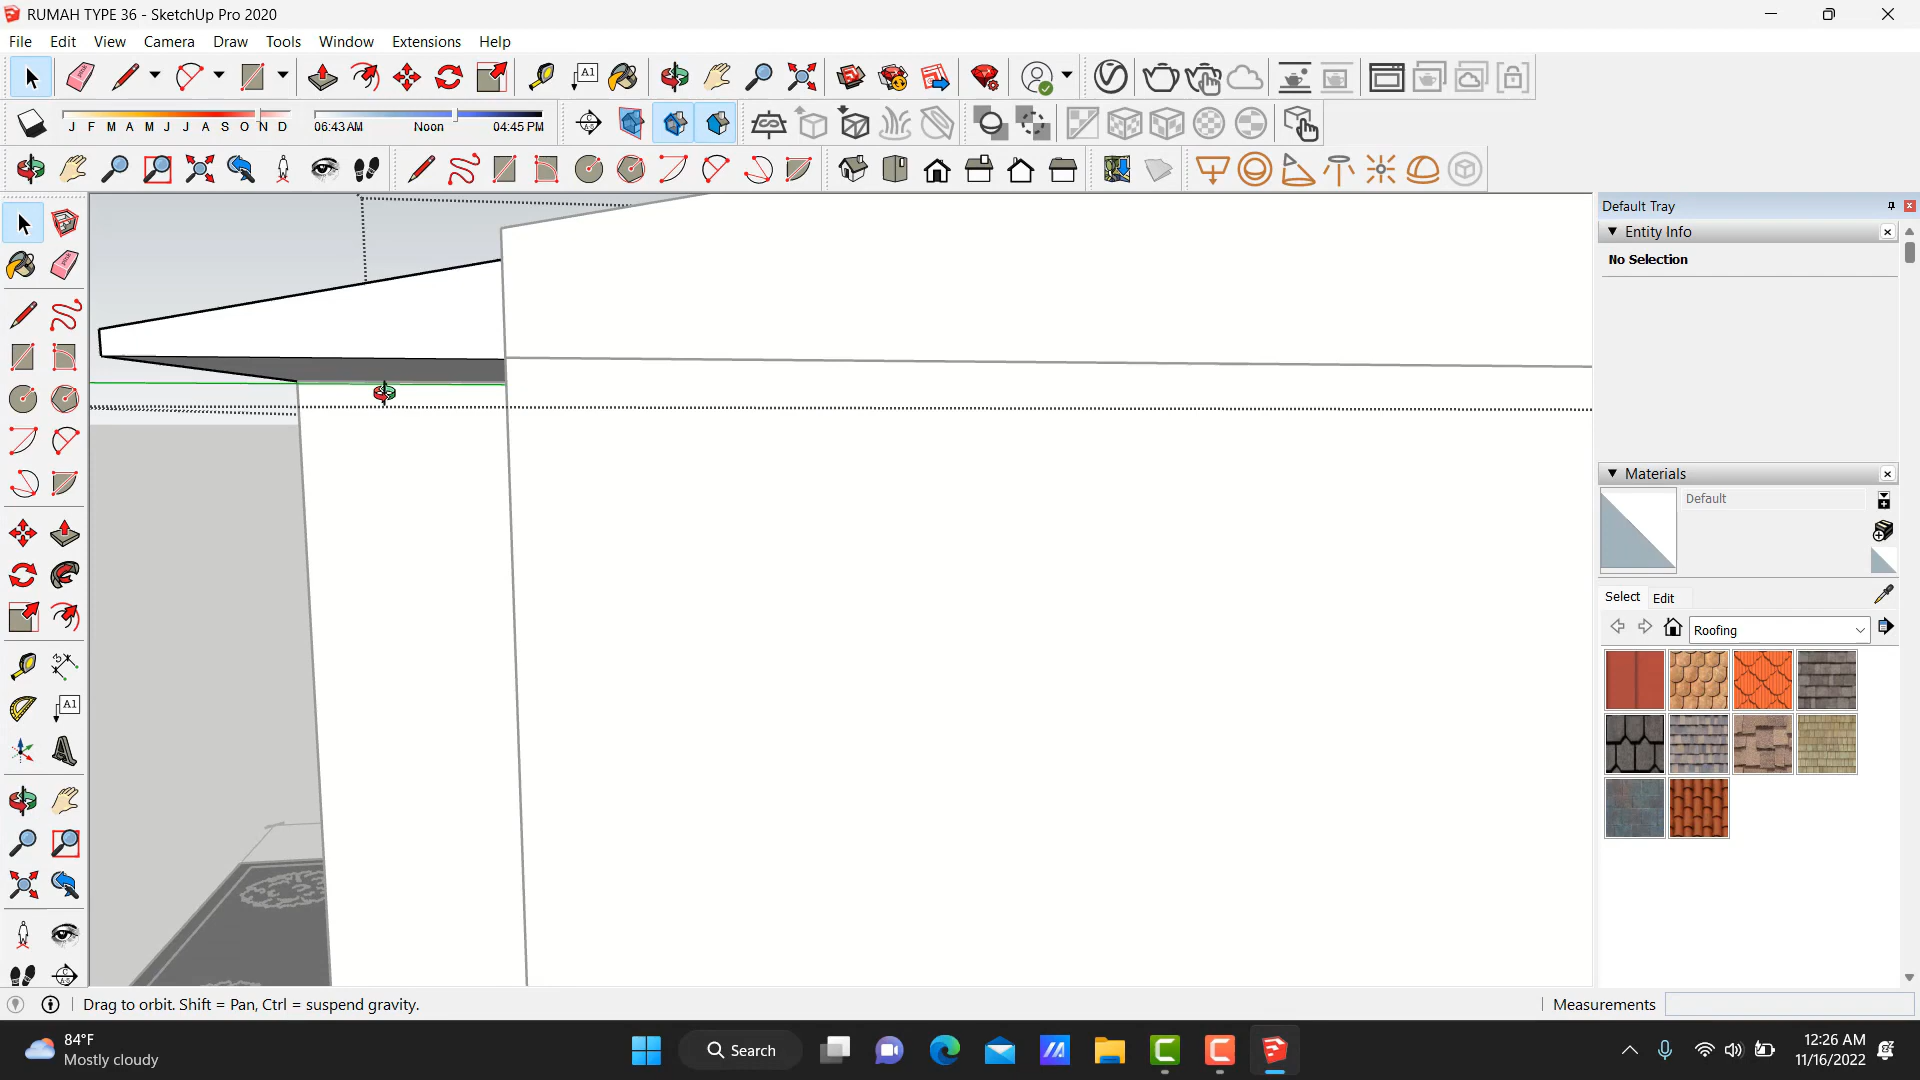 RUMAH TYPE 36 - SketchUp Pro 2020
File Edit View Camera Draw Tools Window Extensions Help
A1
J F M A M J J A S O N D
06:43 AM Noon 04:45 PM
Default Tray
Entity Info
No Selection
Materials
Default
Select Edit
Roofing
A1
Drag to orbit. Shift = Pan, Ctrl = suspend gravity.
Measurements
84°F
Mostly cloudy
Search
12:26 AM
11/16/2022